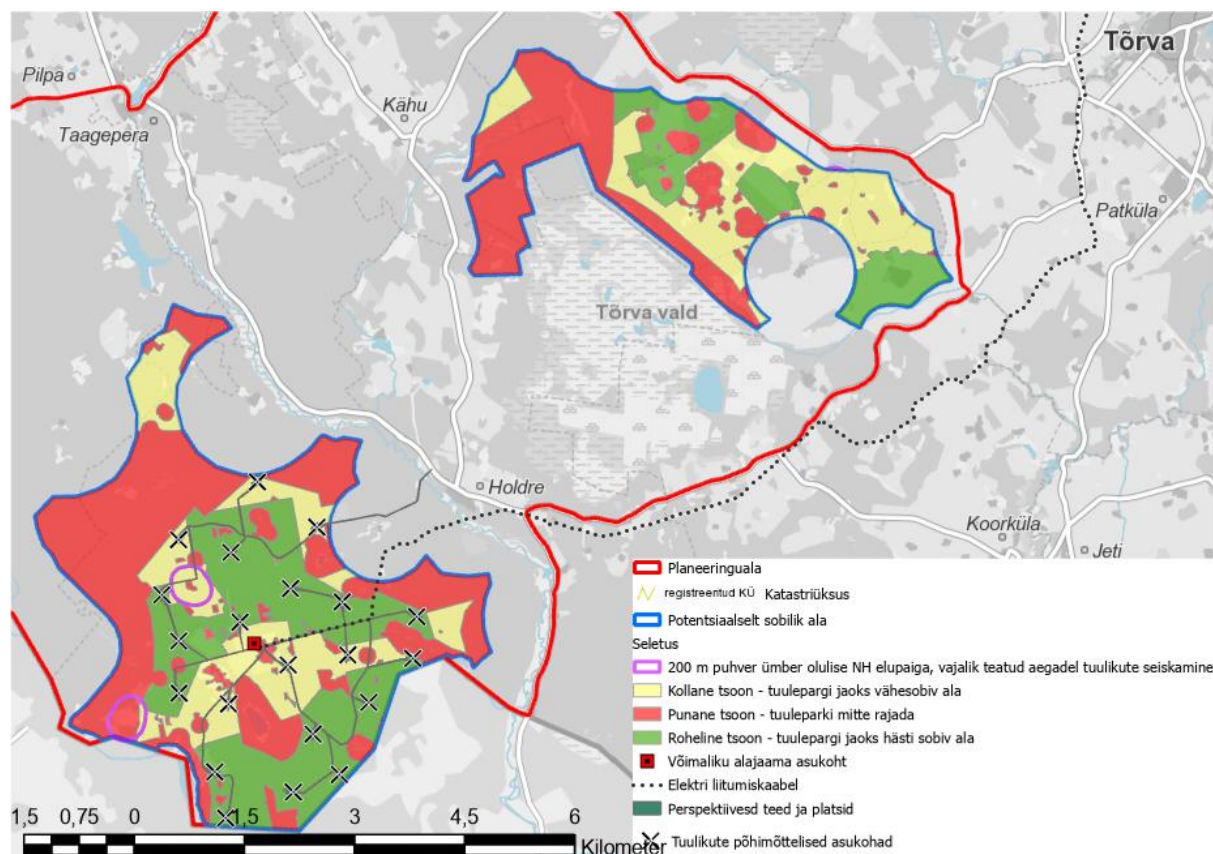 Tõrva
Pilpa
Taagepera
Kähu
Patküla
Tõrva vald
Holdre
Koorküla
Jeti
Planeeringuala
registreentud KÜ Katastriüksus
Potentsiaalselt sobilik ala
Seletus
200 m puhver ümber olulise NH elupaiga, vajalik teatud aegadel tuulikute seiskamine
Kollane tsoon - tuulepargi jaoks vähesobiv ala
Punane tsoon - tuuleparki mitte rajada
Roheline tsoon - tuulepargi jaoks hästi sobiv ala
Võimaliku alajaama asukoht
Elektri liitumiskaabel
Perspektiivesd teed ja platsid
Tuulikute põhimõttelised asukohad
1,5 0,75 0 1,5 3 4,5 6
Kilomeeter